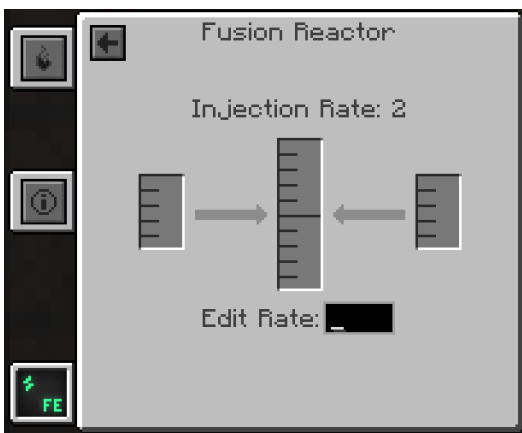 Fusion Reactor
Injection Rate: 2
Edit Rate: _
FE